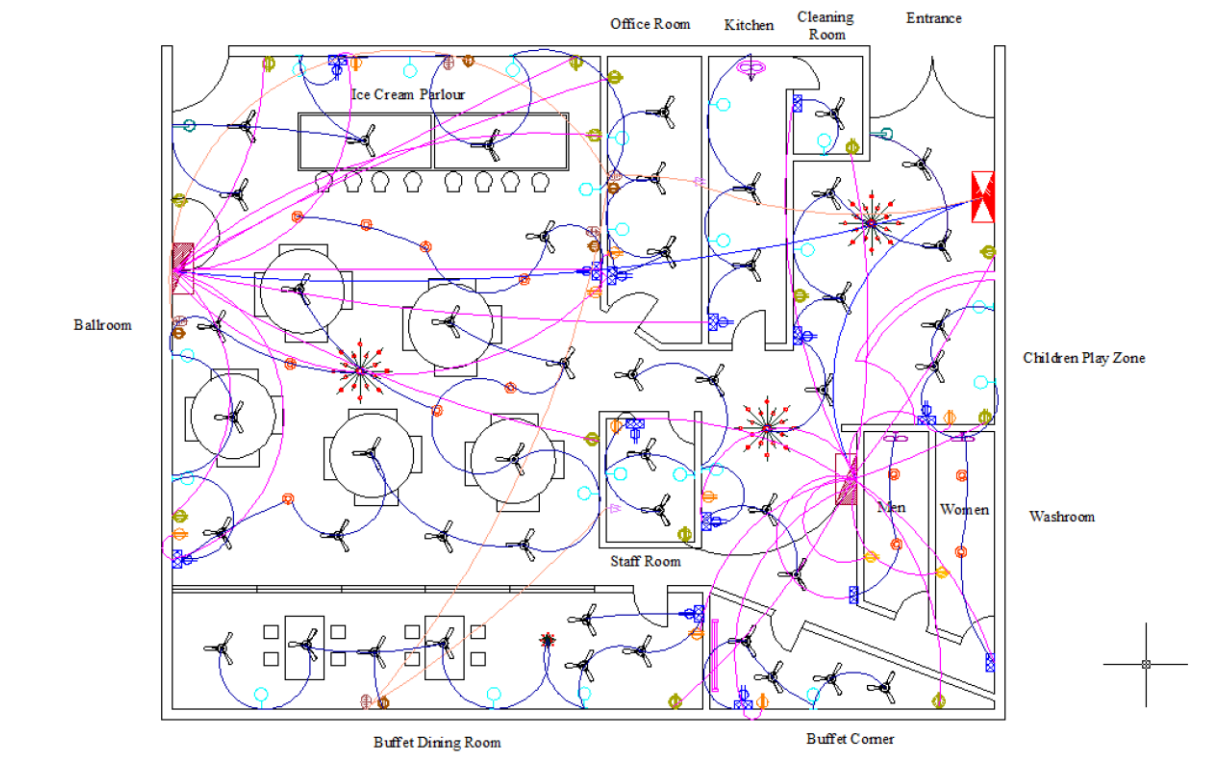 Office Room
Kitchen
Cleaning
Room
Entrance
Ice Cream Parlour
Ballroom
Children Play Zone
Men
Women
Washroom
Staff Room
Buffet Dining Room
Buffet Corner